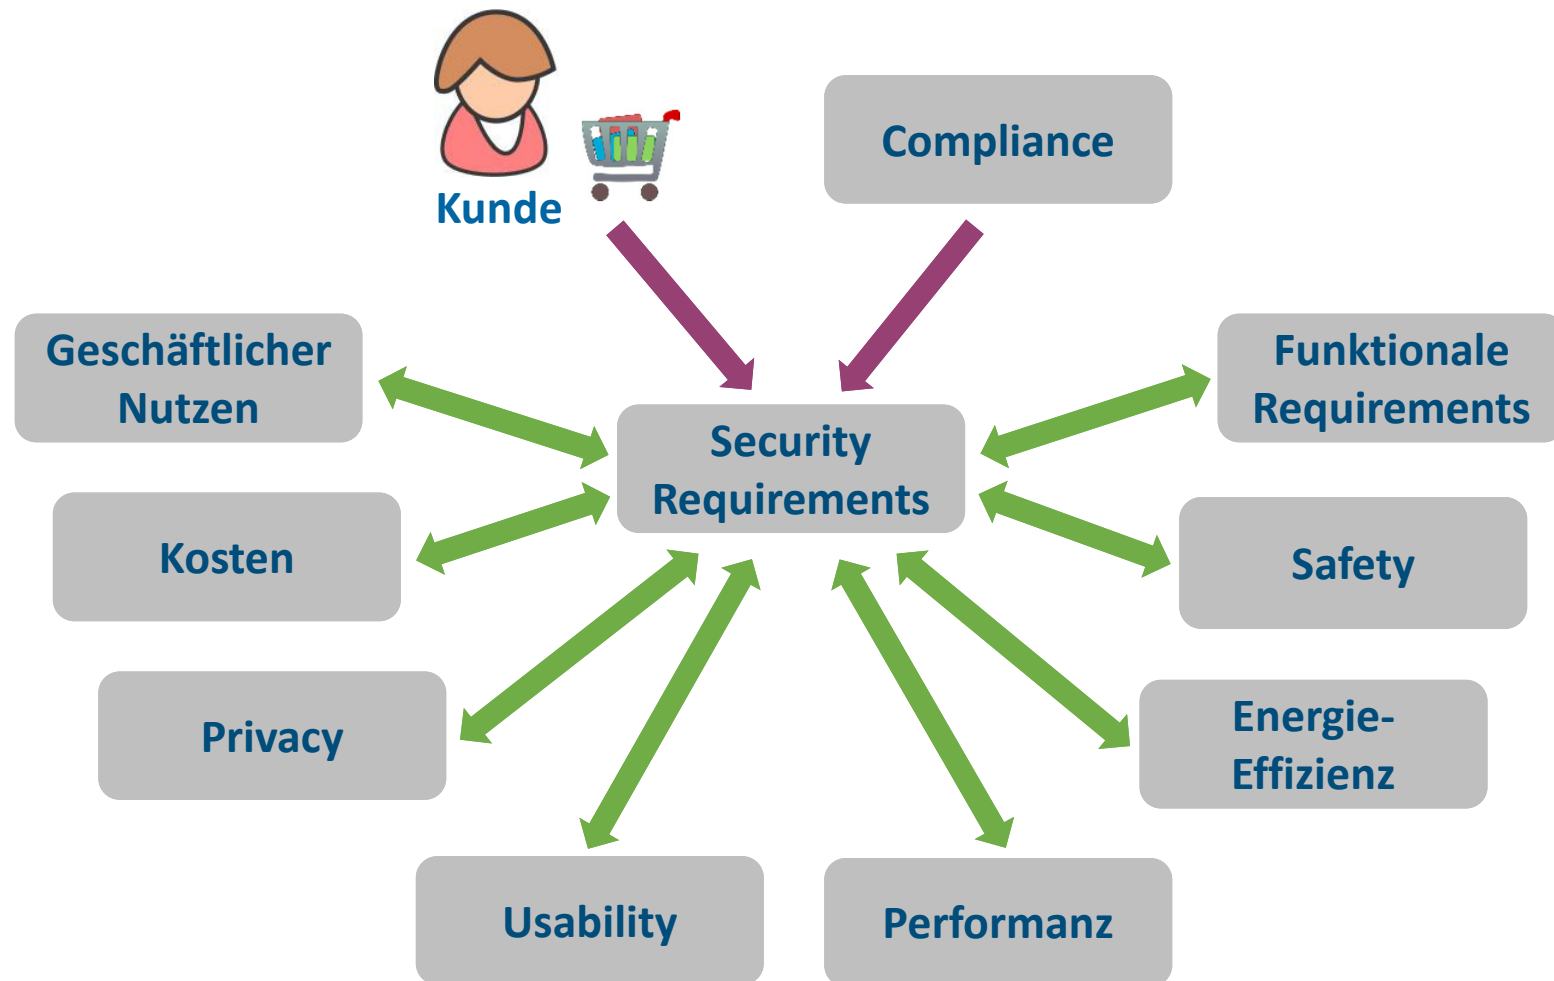 Kunde
Compliance
Geschäftlicher
Nutzen
Funktionale
Requirements
Security
Requirements
Kosten
Safety
Privacy
Energie-
Effizienz
Usability
Performanz